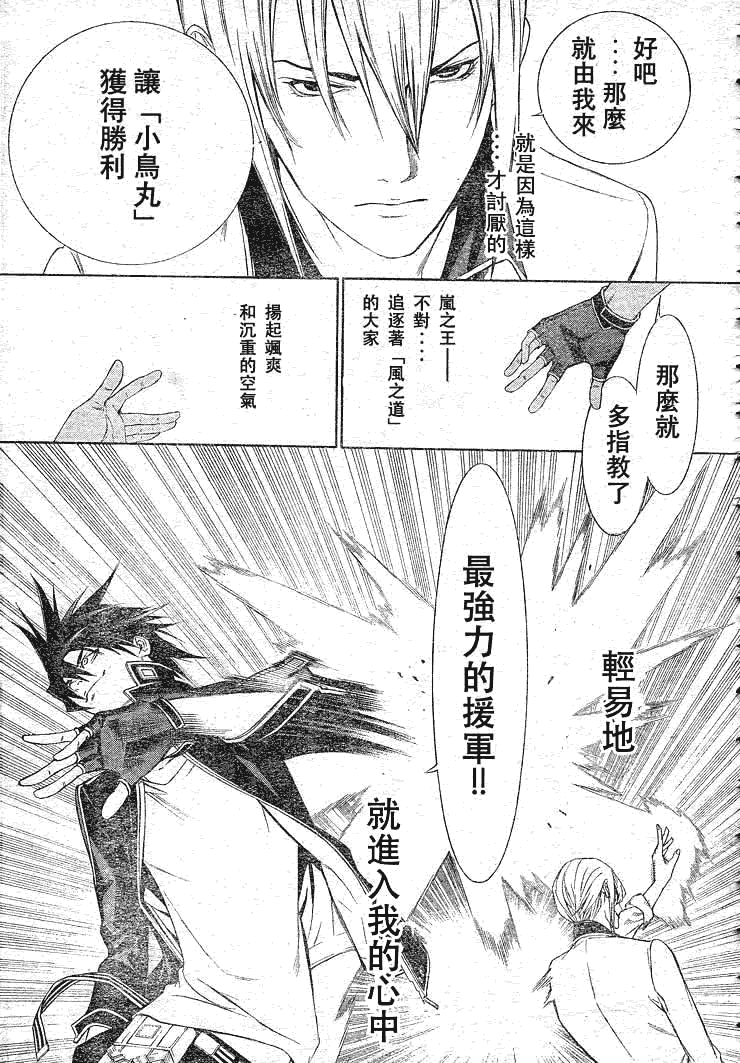 好吧
‥‥那麼
就由我來
就是因為這樣
‥‥才討厭的
讓「小鳥丸」
獲得勝利
那麼就
多指教了
嵐之王——
不對‥‥
追逐著「風之道」
的大家
揚起颯爽
和沉重的空氣
輕易地
最強力的援軍!!
就進入我的心中